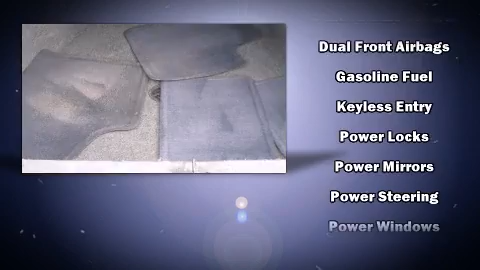 Dual Front Airbags
Gasoline Fuel
Keyless Entry
Power Locks
Power Mirrors
Power Steering
Power Windows